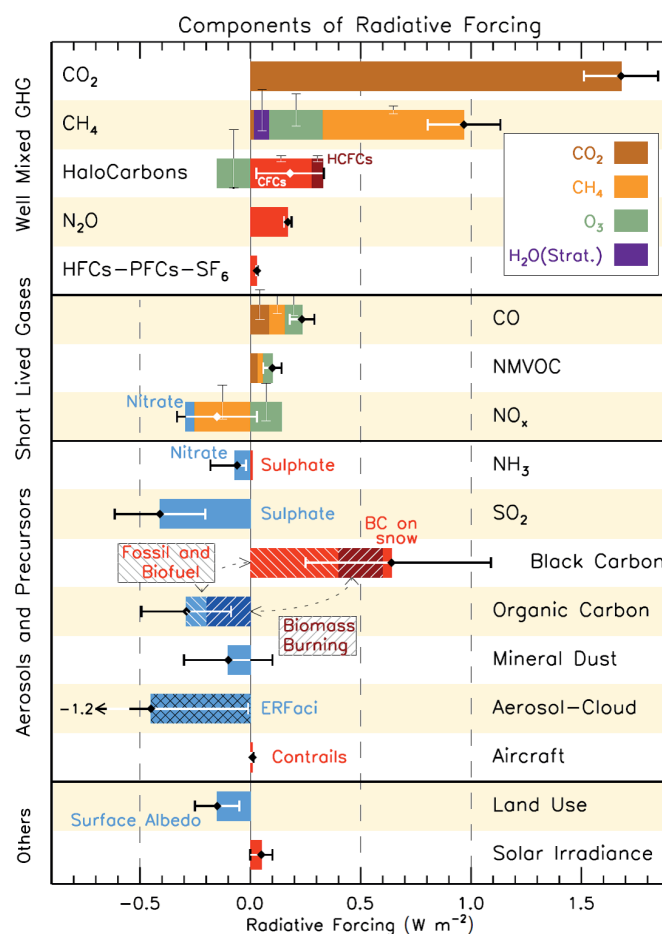 Components of Radiative Forcing
Well Mixed GHG
CO₂
CH₄
HaloCarbons
HCFCs
CFCs
N₂O
HFCs-PFCs-SF₆
CO₂
CH₄
O₃
H₂O(Strat.)
Short Lived Gases
CO
NMVOC
Nitrate
NOₓ
Aerosols and Precursors
Nitrate
Sulphate
NH₃
Sulphate
SO₂
BC on
snow
Fossil and
Biofuel
Black Carbon
Organic Carbon
Biomass
Burning
Mineral Dust
-1.2
ERFaci
Aerosol-Cloud
Contrails
Aircraft
Others
Surface Albedo
Land Use
Solar Irradiance
-0.5 0.0 0.5 1.0 1.5
Radiative Forcing (W m⁻²)